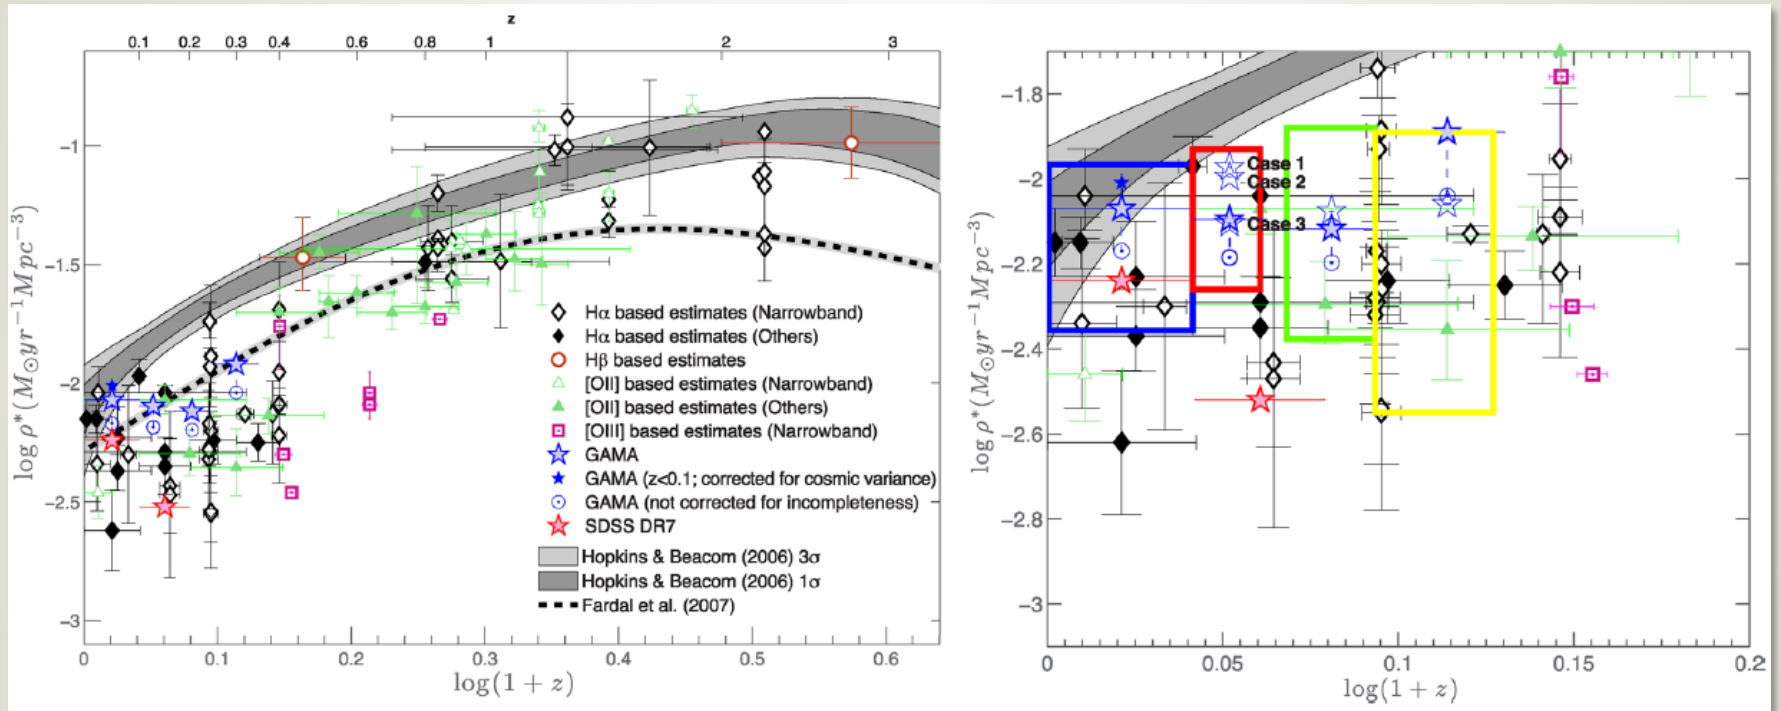 z
0.1 0.2 0.3 0.4 0.6 0.8 1 2 3
−1
−1.5
−2
−2.5
−3
log ρ* (M⊙yr⁻¹Mpc⁻³)
Hα based estimates (Narrowband)
Hα based estimates (Others)
Hβ based estimates
[OII] based estimates (Narrowband)
[OII] based estimates (Others)
[OIII] based estimates (Narrowband)
GAMA
GAMA (z<0.1; corrected for cosmic variance)
GAMA (not corrected for incompleteness)
SDSS DR7
Hopkins & Beacom (2006) 3σ
Hopkins & Beacom (2006) 1σ
Fardal et al. (2007)
0 0.1 0.2 0.3 0.4 0.5 0.6
log(1 + z)
−1.8
−2
−2.2
−2.4
−2.6
−2.8
−3
log ρ* (M⊙yr⁻¹Mpc⁻³)
Case 1
Case 2
Case 3
0 0.05 0.1 0.15 0.2
log(1 + z)